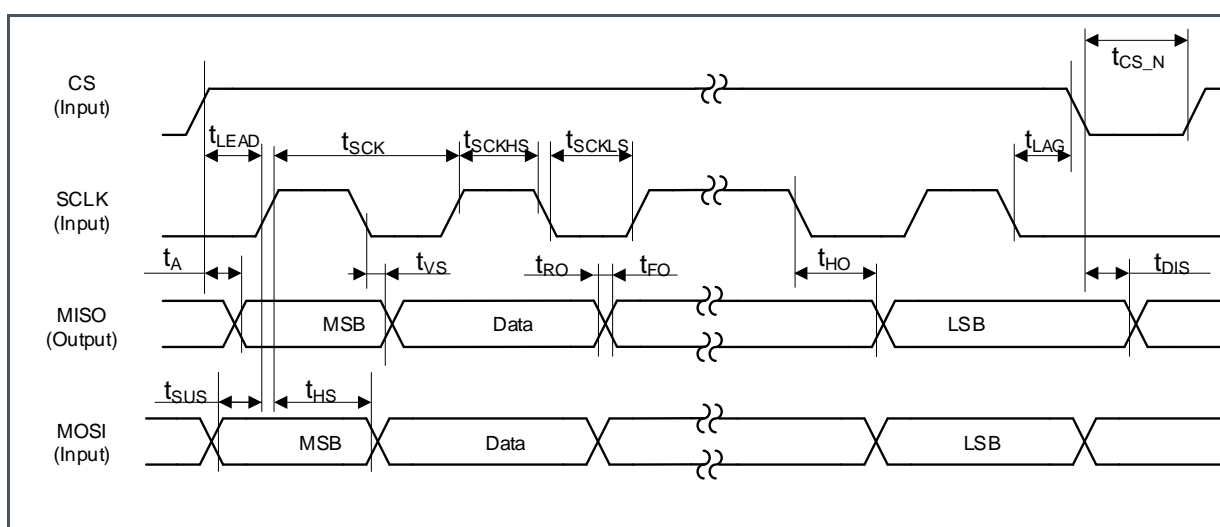 CS
(Input)
tCS_N
tLEAD
tSCK
tSCKHS
tSCKLS
tLAG
SCLK
(Input)
tA
tVS
tRO
tFO
tHO
tDIS
MISO
(Output)
MSB
Data
LSB
tSUS
tHS
MOSI
(Input)
MSB
Data
LSB